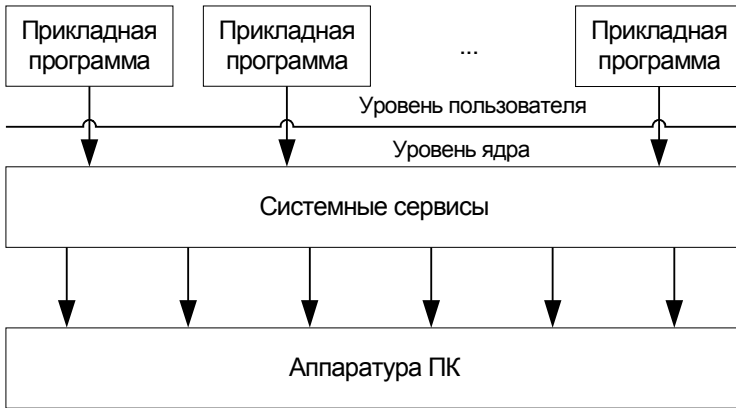 Прикладная
программа
Прикладная
программа
...
Прикладная
программа
Уровень пользователя
Уровень ядра
Системные сервисы
Аппаратура ПК